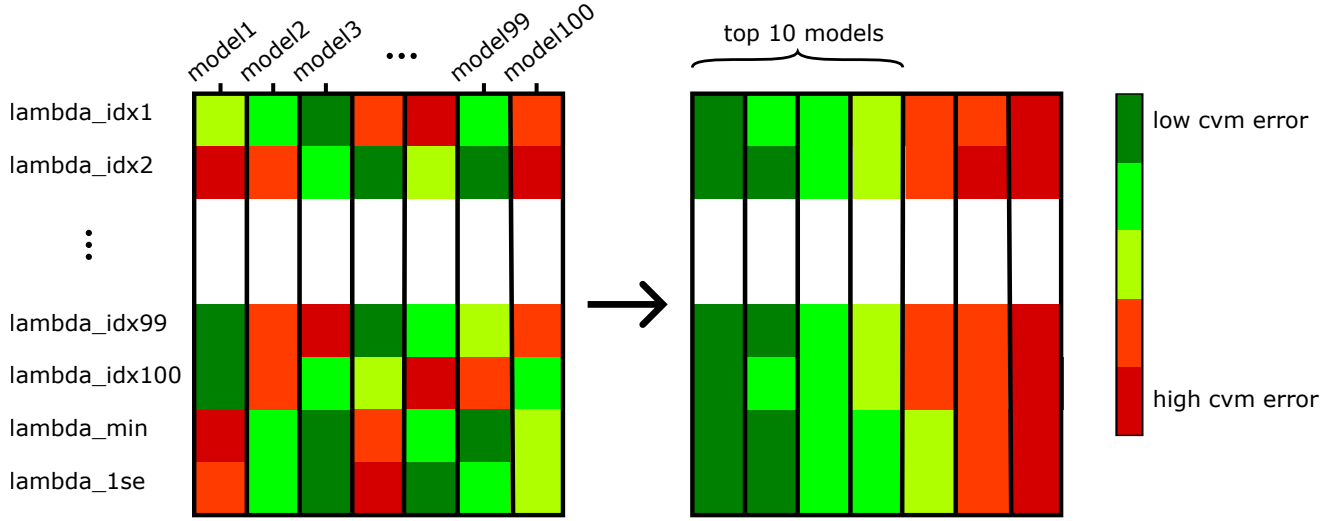 model1
model2
model3
...
model99
model100
top 10 models
lambda_idx1
lambda_idx2
...
lambda_idx99
lambda_idx100
lambda_min
lambda_1se
low cvm error
high cvm error